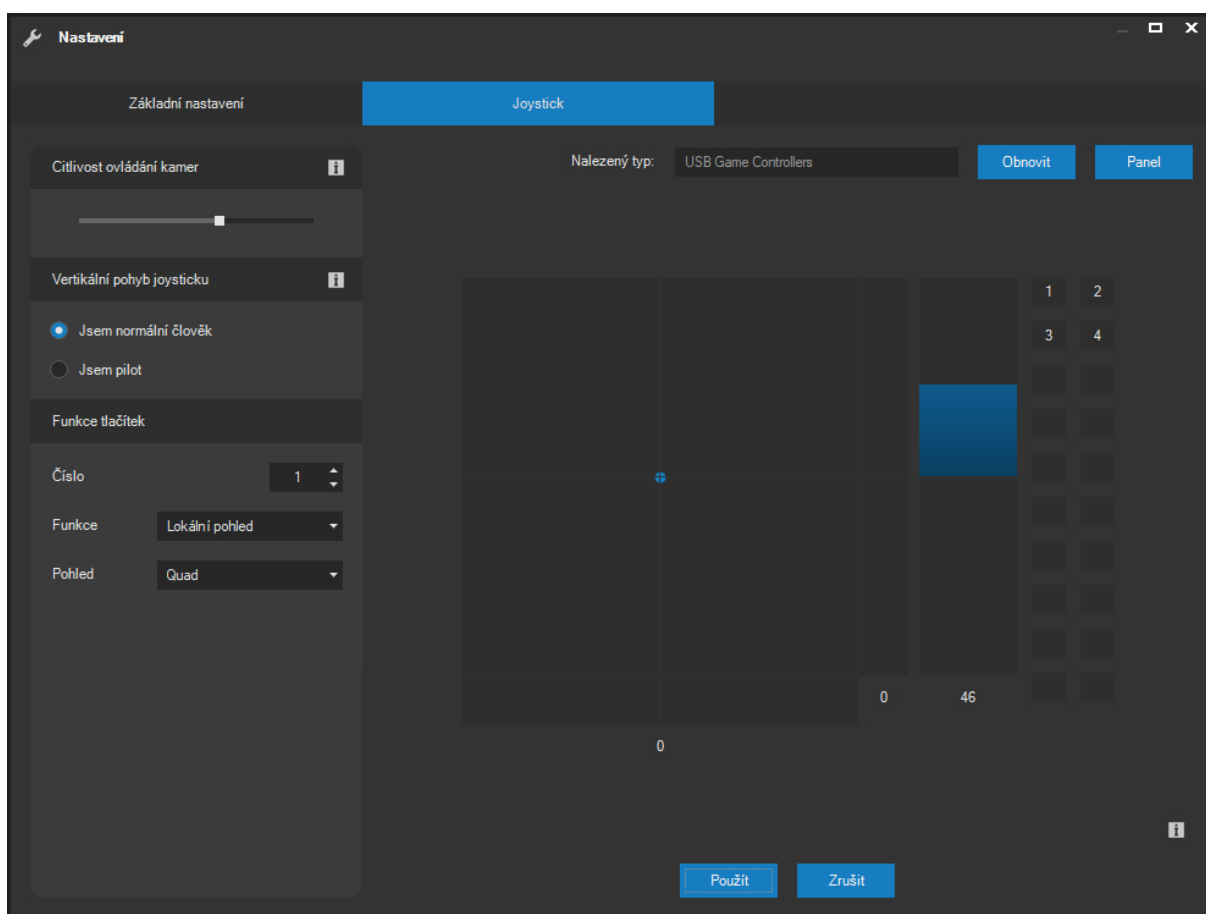 Nastavení
Základní nastavení
Joystick
Citlivost ovládání kamer
Nalezený typ:
USB Game Controllers
Obnovit
Panel
Vertikální pohyb joysticku
Jsem normální člověk
Jsem pilot
Funkce tlačítek
Číslo
1
Funkce
Lokální pohled
Pohled
Quad
1 2
3 4
0
46
0
Použít
Zrušit